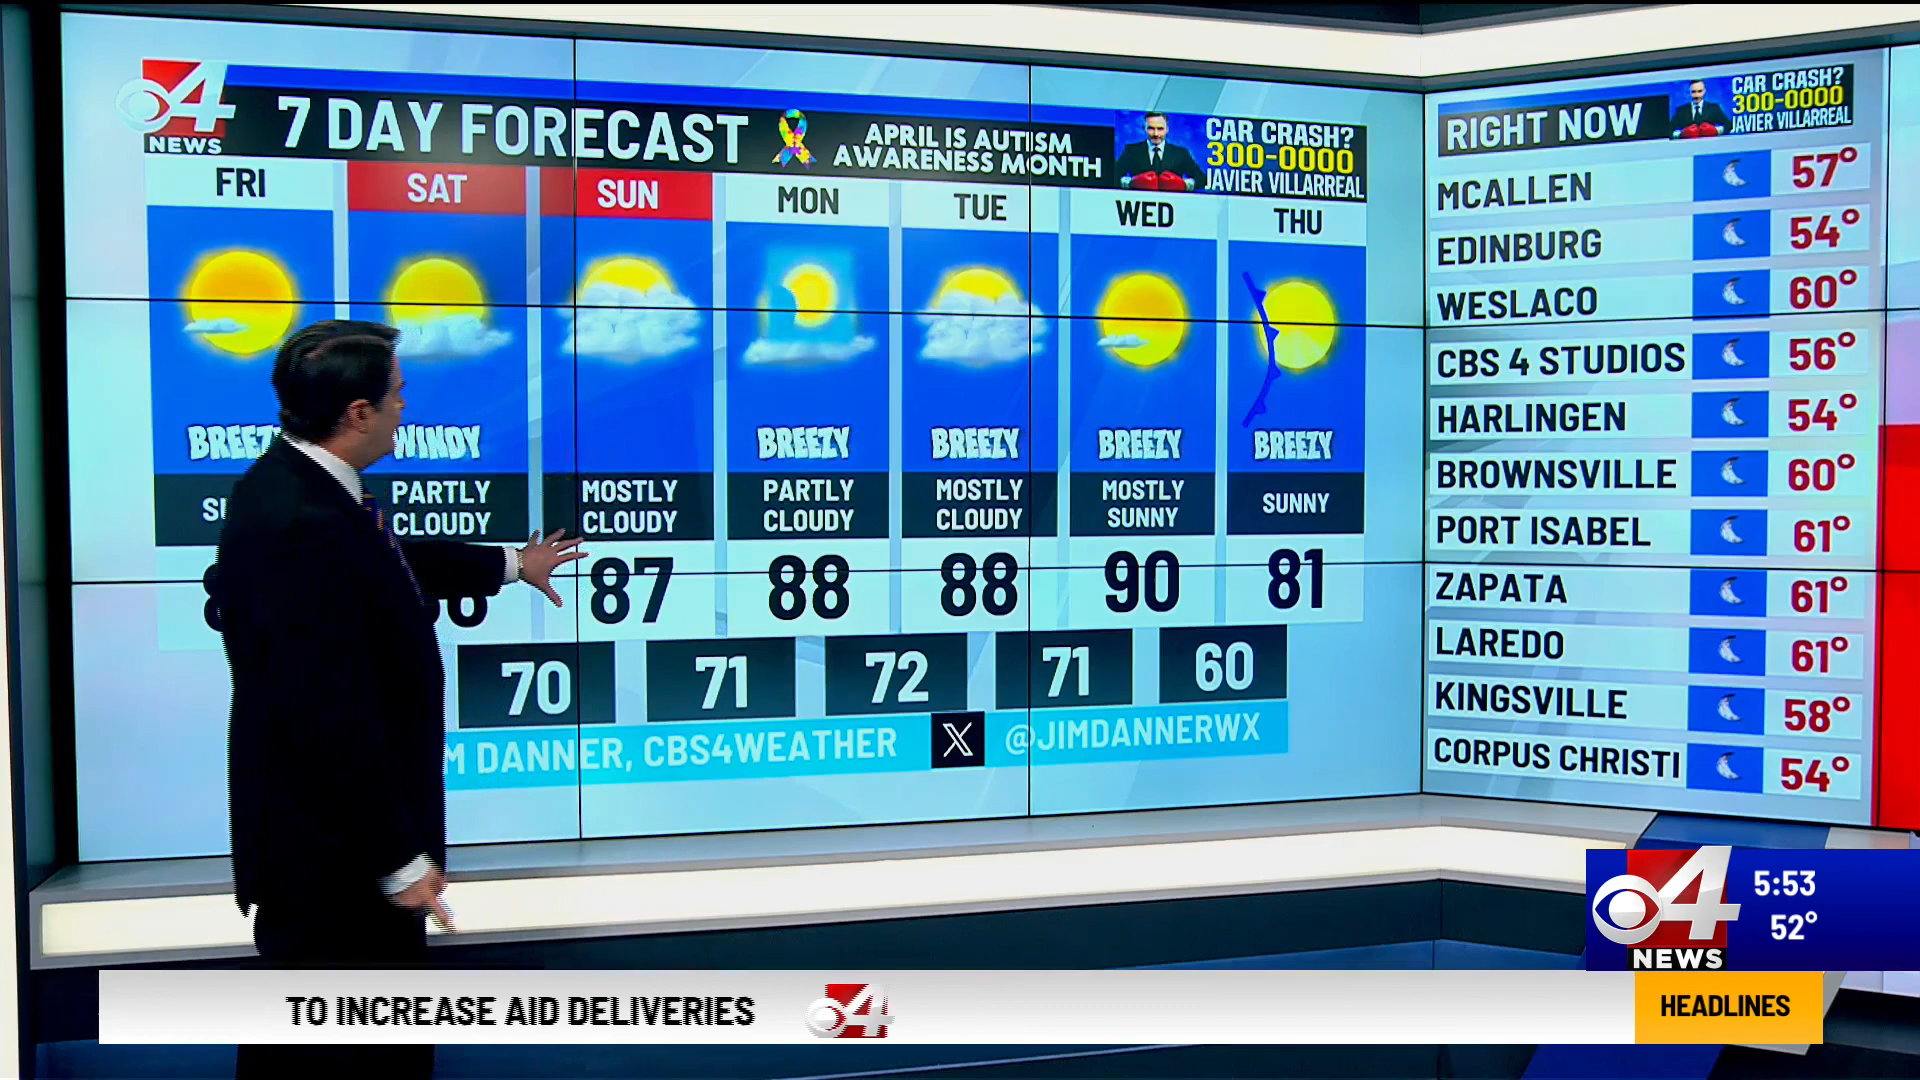 4
NEWS
7 DAY FORECAST
APRIL IS AUTISM
AWARENESS MONTH
CAR CRASH?
300-0000
JAVIER VILLARREAL
FRI
SAT
SUN
MON
TUE
WED
THU
WINDY
BREEZY
BREEZY
BREEZY
BREEZY
PARTLY
CLOUDY
MOSTLY
CLOUDY
PARTLY
CLOUDY
MOSTLY
CLOUDY
MOSTLY
SUNNY
SUNNY
87
88
88
90
81
70
71
72
71
60
DANNER, CBS4WEATHER
X
@JIMDANNERWX
RIGHT NOW
CAR CRASH?
300-0000
JAVIER VILLARREAL
MCALLEN 57°
EDINBURG 54°
WESLACO 60°
CBS 4 STUDIOS 56°
HARLINGEN 54°
BROWNSVILLE 60°
PORT ISABEL 61°
ZAPATA 61°
LAREDO 61°
KINGSVILLE 58°
CORPUS CHRISTI 54°
4
NEWS
5:53
52°
TO INCREASE AID DELIVERIES
4
HEADLINES